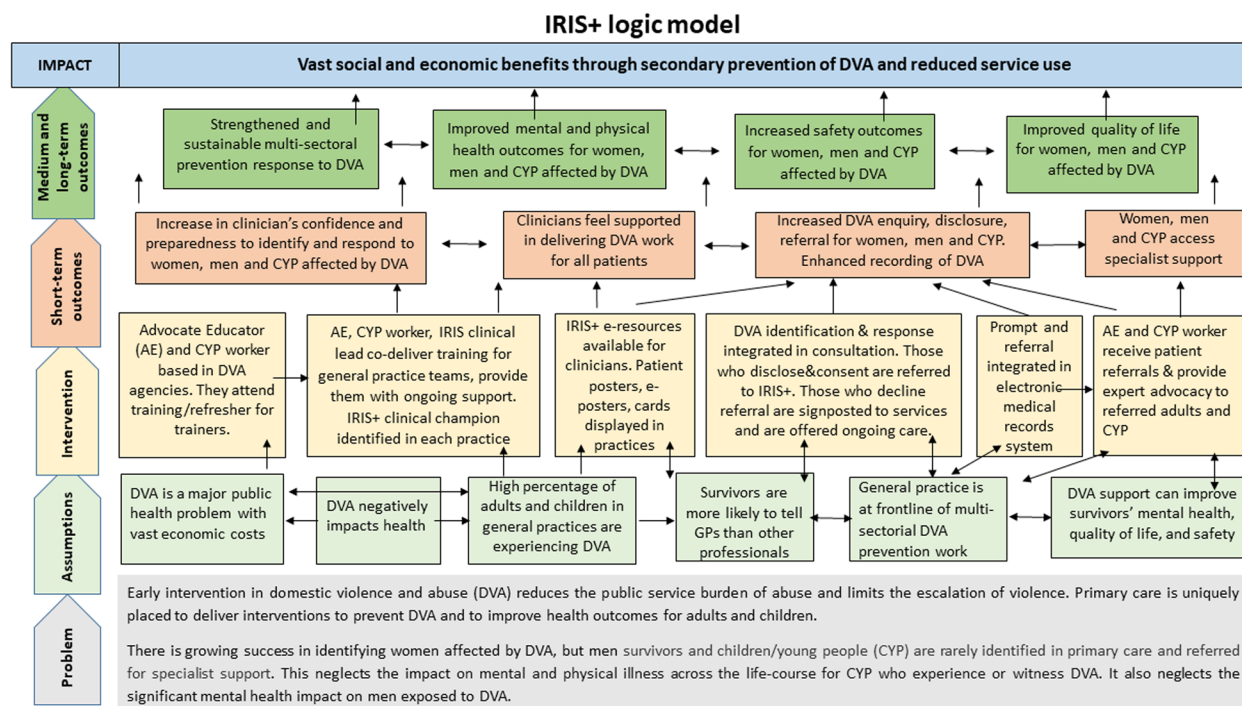 IRIS+ logic model
IMPACT
Vast social and economic benefits through secondary prevention of DVA and reduced service use
Medium and
long-term
outcomes
Strengthened and
sustainable multi-sectoral
prevention response to DVA
Improved mental and physical
health outcomes for women,
men and CYP affected by DVA
Increased safety outcomes
for women, men and CYP
affected by DVA
Improved quality of life
for women, men and CYP
affected by DVA
Short-term
outcomes
Increase in clinician's confidence and
preparedness to identify and respond to
women, men and CYP affected by DVA
Clinicians feel supported
in delivering DVA work
for all patients
Increased DVA enquiry, disclosure,
referral for women, men and CYP.
Enhanced recording of DVA
Women, men
and CYP access
specialist support
Intervention
Advocate Educator
(AE) and CYP worker
based in DVA
agencies. They attend
training/refresher for
trainers.
AE, CYP worker, IRIS clinical
lead co-deliver training for
general practice teams, provide
them with ongoing support.
IRIS+ clinical champion
identified in each practice
IRIS+ e-resources
available for
clinicians. Patient
posters, e-
posters, cards
displayed in
practices
DVA identification & response
integrated in consultation. Those
who disclose&consent are referred
to IRIS+. Those who decline
referral are signposted to services
and are offered ongoing care.
Prompt and
referral
integrated in
electronic
medical
records
system
AE and CYP worker
receive patient
referrals & provide
expert advocacy to
referred adults and
CYP
Assumptions
DVA is a major public
health problem with
vast economic costs
DVA negatively
impacts health
High percentage of
adults and children in
general practices are
experiencing DVA
Survivors are
more likely to tell
GPs than other
professionals
General practice is
at frontline of multi-
sectorial DVA
prevention work
DVA support can improve
survivors' mental health,
quality of life, and safety
Problem
Early intervention in domestic violence and abuse (DVA) reduces the public service burden of abuse and limits the escalation of violence. Primary care is uniquely
placed to deliver interventions to prevent DVA and to improve health outcomes for adults and children.
There is growing success in identifying women affected by DVA, but men survivors and children/young people (CYP) are rarely identified in primary care and referred
for specialist support. This neglects the impact on mental and physical illness across the life-course for CYP who experience or witness DVA. It also neglects the
significant mental health impact on men exposed to DVA.